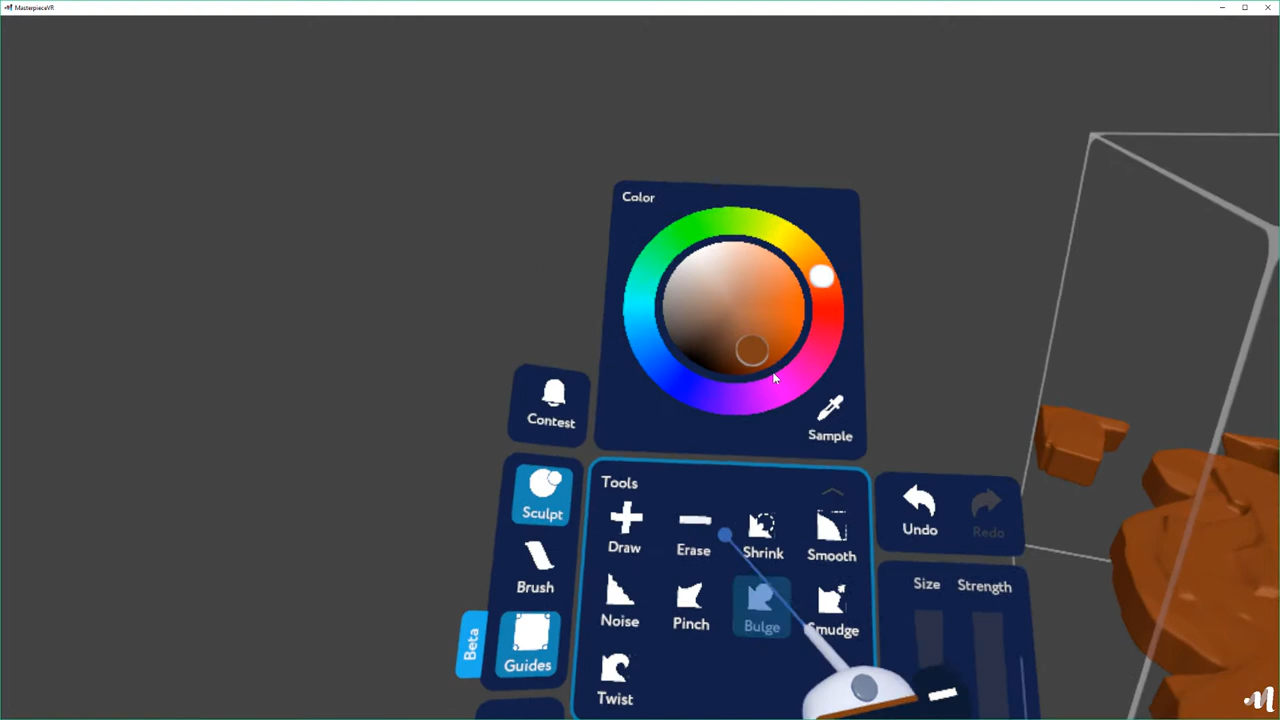 MasterpieceVR
Color
Sample
Contest
Sculpt
Brush
Beta
Guides
Tools
Draw
Erase
Shrink
Smooth
Noise
Pinch
Bulge
Smudge
Twist
Undo
Redo
Size
Strength